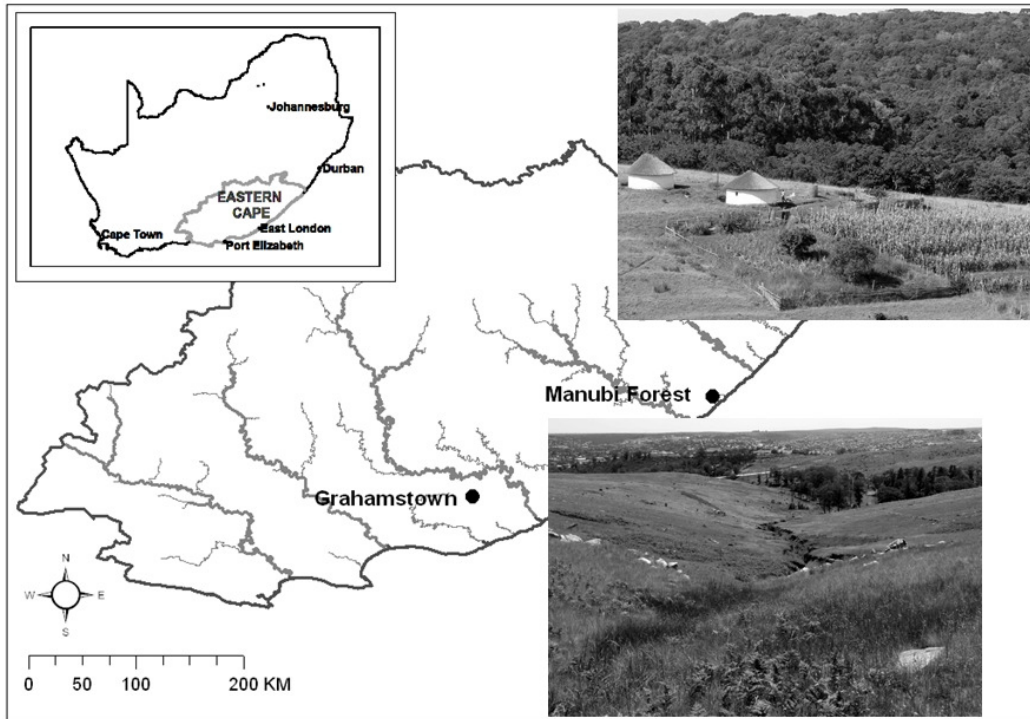 Johannesburg
Durban
EASTERN
CAPE
East London
Cape Town
Port Elizabeth
Manubi Forest
Grahamstown
N
W E
S
0 50 100 200 KM